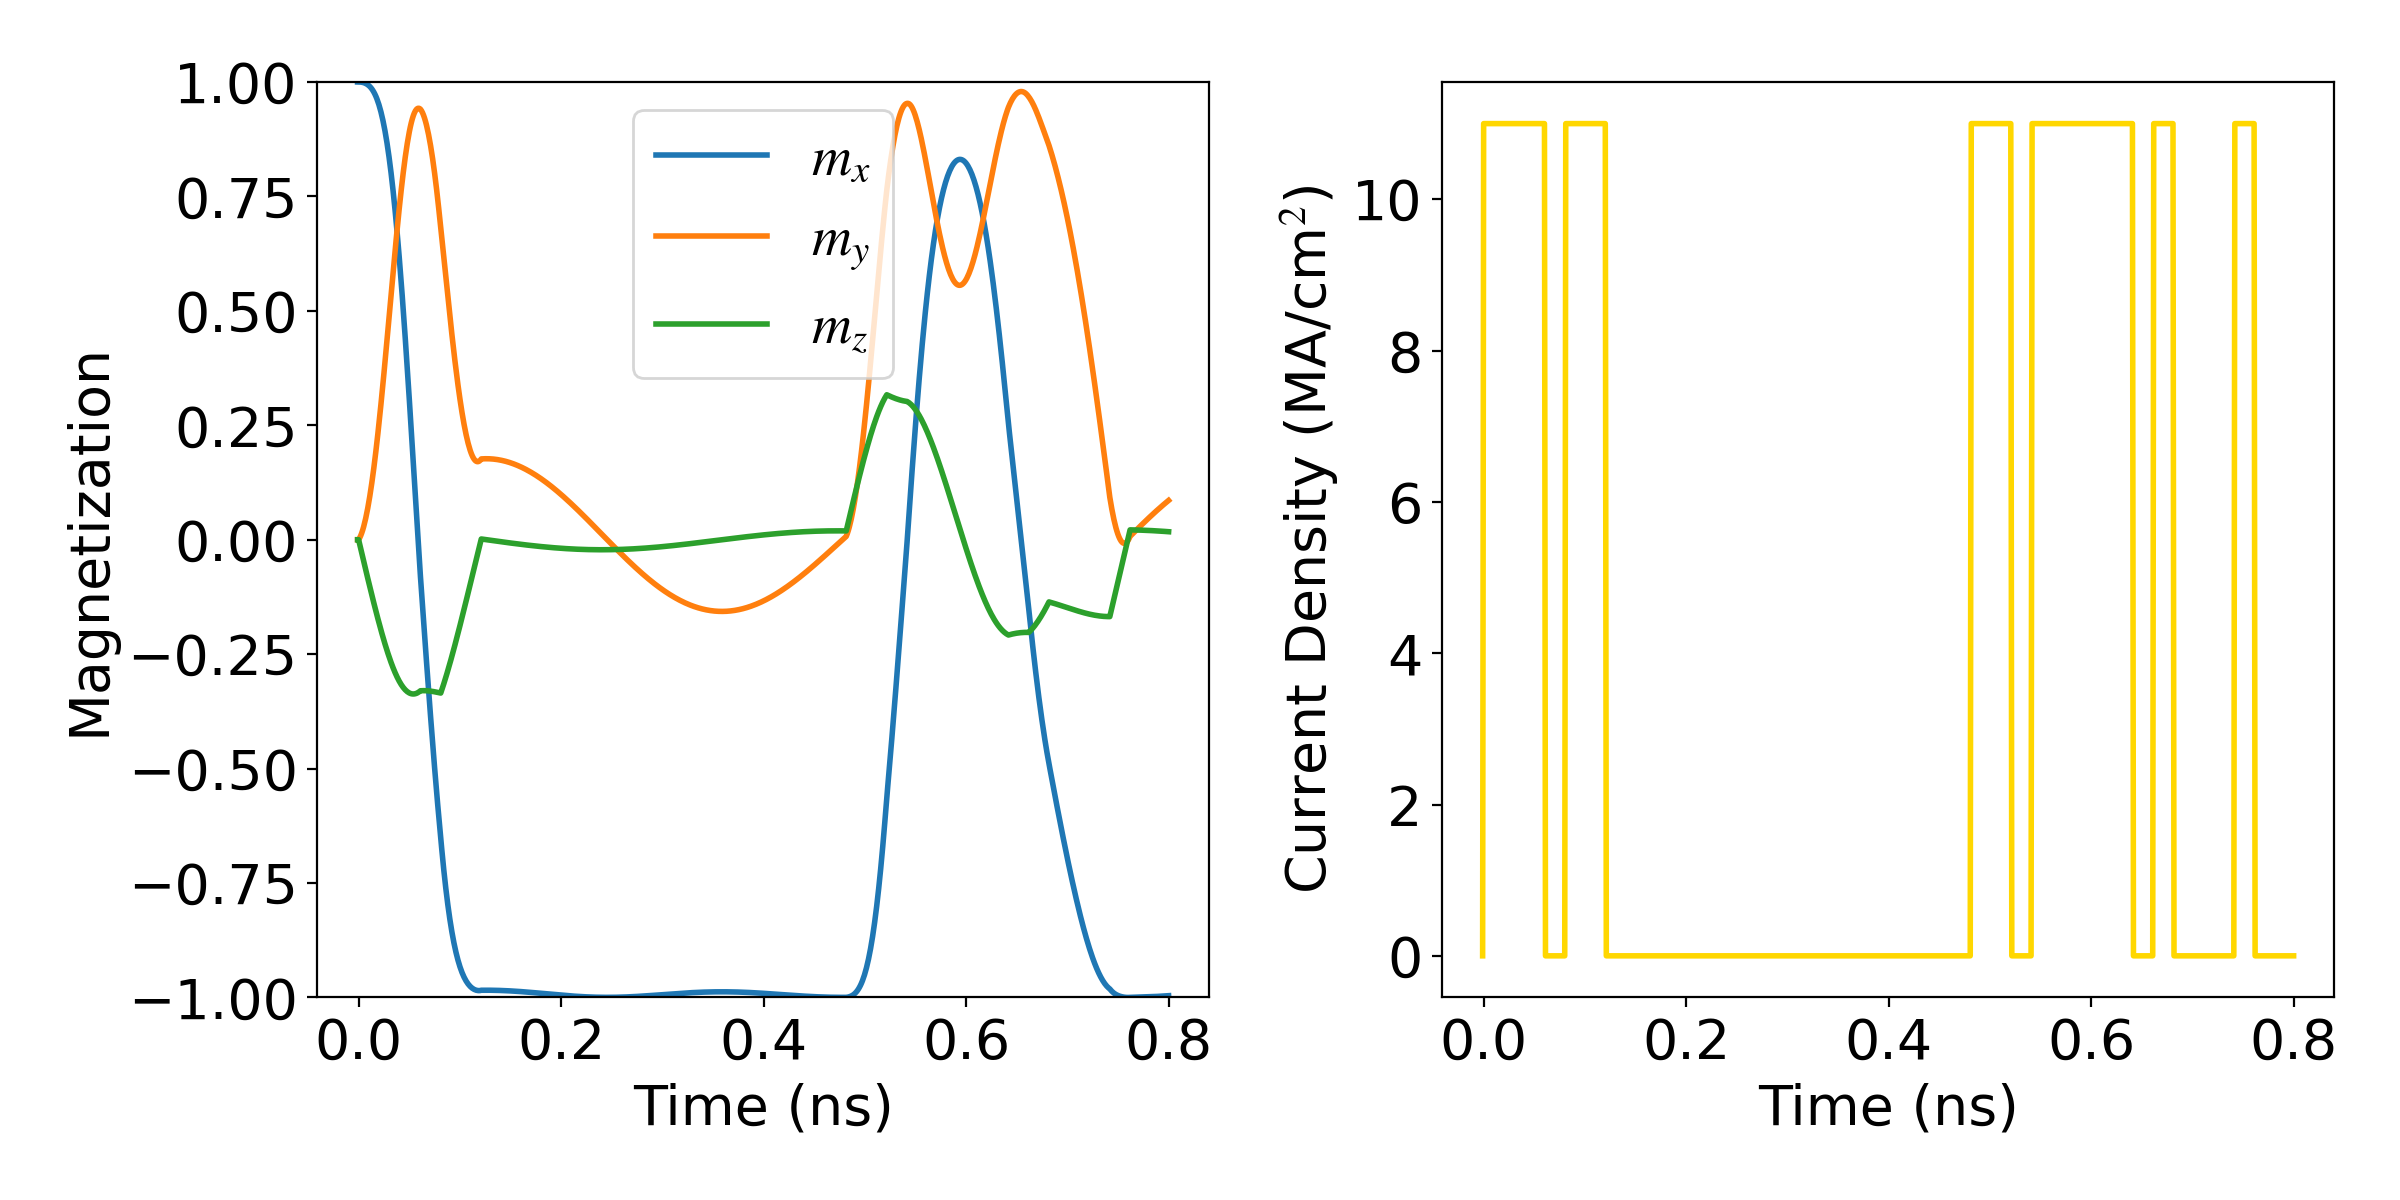 1.00
0.75
0.50
0.25
0.00
−0.25
−0.50
−0.75
−1.00
Magnetization
0.0 0.2 0.4 0.6 0.8
Time (ns)
m_x
m_y
m_z
10
8
6
4
2
0
Current Density (MA/cm²)
0.0 0.2 0.4 0.6 0.8
Time (ns)